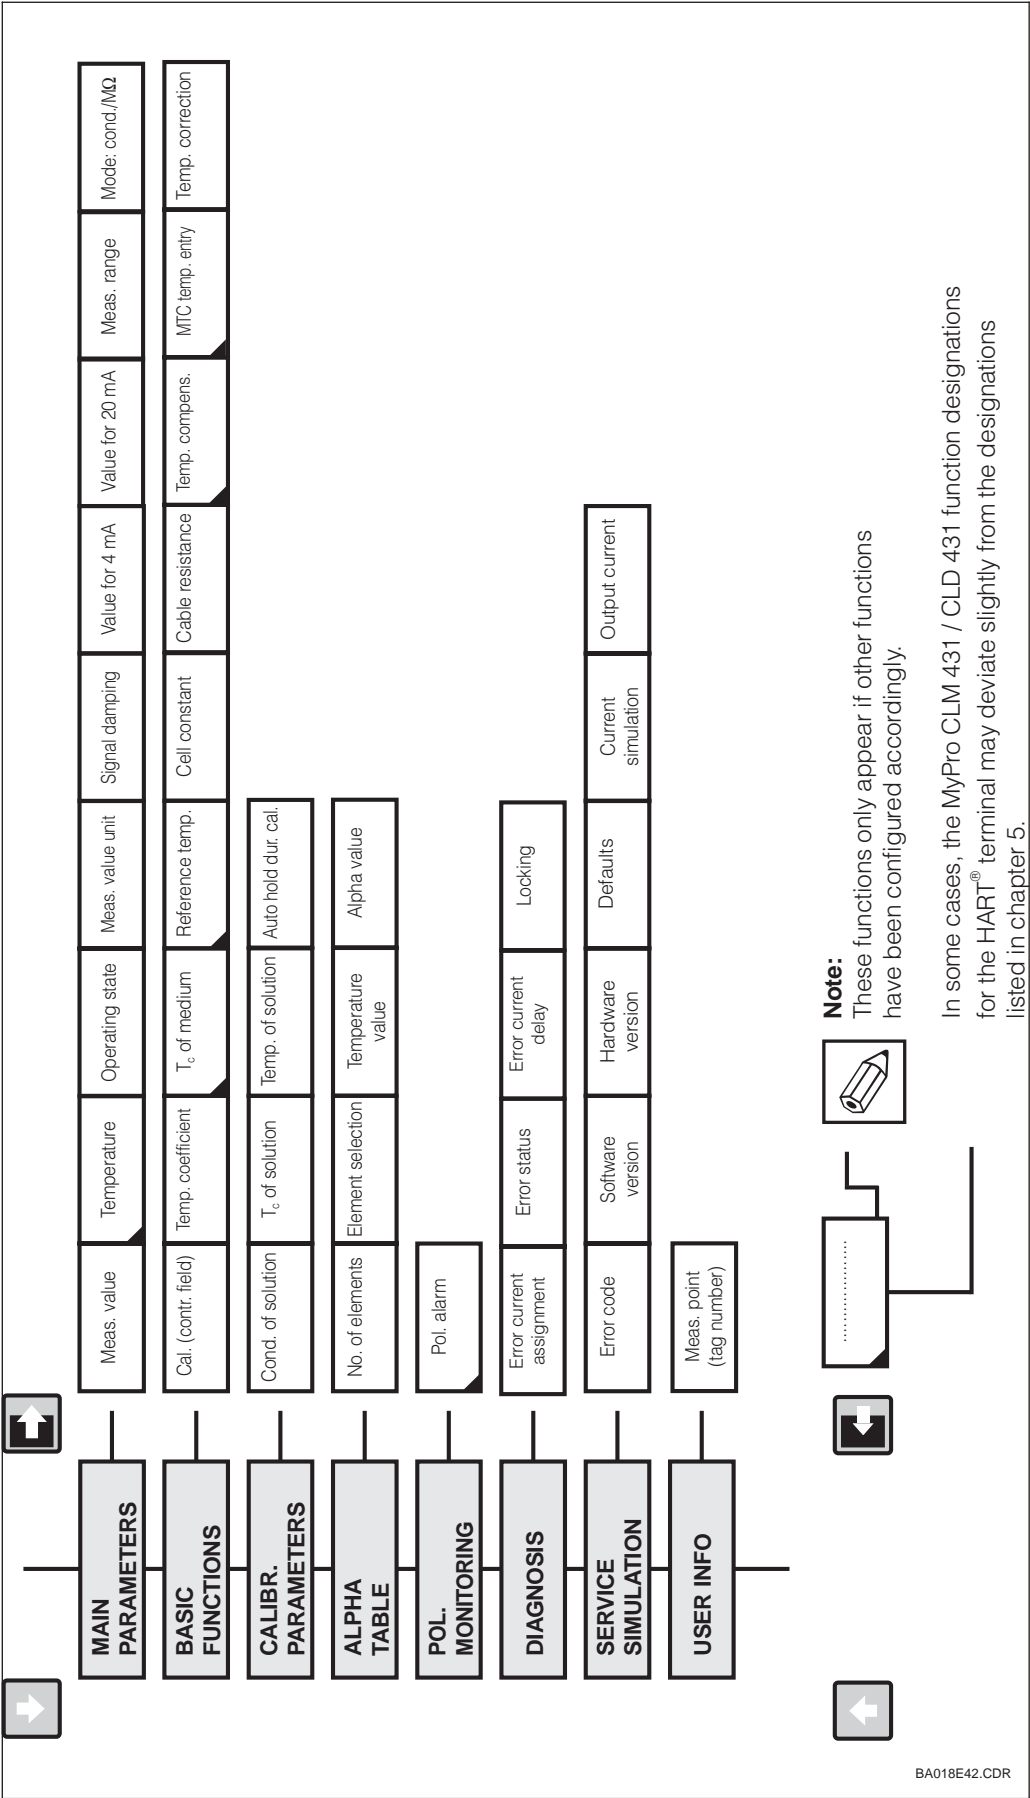 MAIN
PARAMETERS
Meas. value
Temperature
Operating state
Meas. value unit
Signal damping
Value for 4 mA
Value for 20 mA
Meas. range
Mode: cond./MΩ
BASIC
FUNCTIONS
Cal. (contr. field)
Temp. coefficient
Tc of medium
Reference temp.
Cell constant
Cable resistance
Temp. compens.
MTC temp. entry
Temp. correction
CALIBR.
PARAMETERS
Cond. of solution
Tc of solution
Temp. of solution
Auto hold dur. cal.
ALPHA
TABLE
No. of elements
Element selection
Temperature
value
Alpha value
POL.
MONITORING
Pol. alarm
DIAGNOSIS
Error current
assignment
Error status
Error current
delay
Locking
SERVICE
SIMULATION
Error code
Software
version
Hardware
version
Defaults
Current
simulation
Output current
USER INFO
Meas. point
(tag number)
....................
Note:
These functions only appear if other functions
have been configured accordingly.
In some cases, the MyPro CLM 431 / CLD 431 function designations
for the HART® terminal may deviate slightly from the designations
listed in chapter 5.
BA018E42.CDR